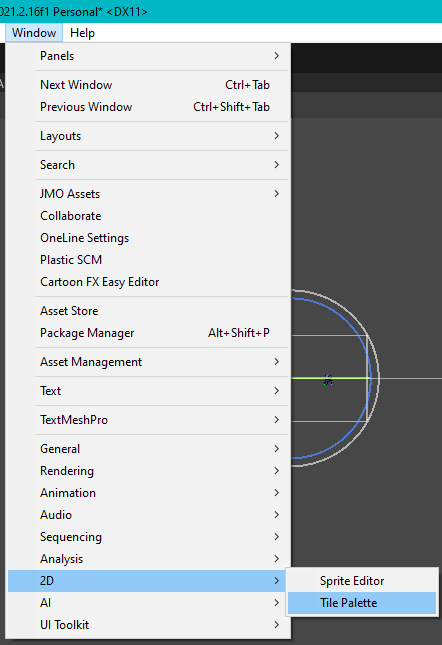 021.2.16f1 Personal* <DX11>
Window Help
Panels
Next Window Ctrl+Tab
Previous Window Ctrl+Shift+Tab
Layouts
Search
JMO Assets
Collaborate
OneLine Settings
Plastic SCM
Cartoon FX Easy Editor
Asset Store
Package Manager Alt+Shift+P
Asset Management
Text
TextMeshPro
General
Rendering
Animation
Audio
Sequencing
Analysis
2D Sprite Editor
AI Tile Palette
UI Toolkit